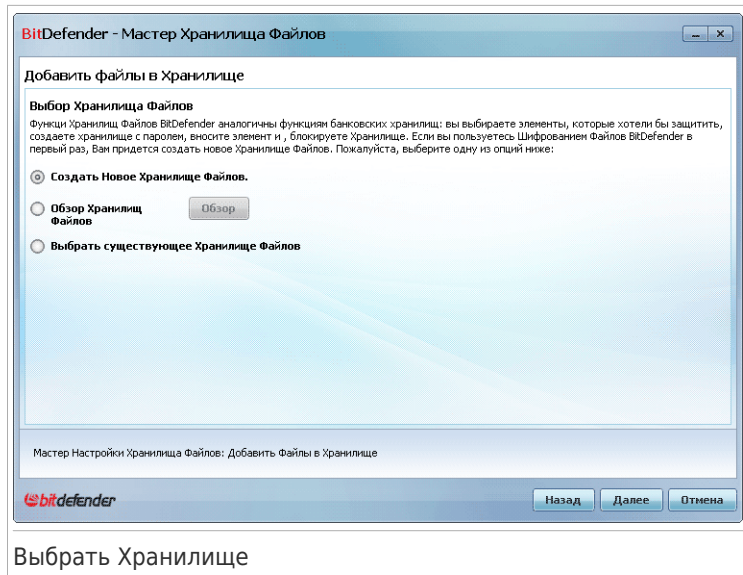 BitDefender - Мастер Хранилища Файлов
Добавить файлы в Хранилище
Выбор Хранилища Файлов
Функци Хранилищ Файлов BitDefender аналогичны функциям банковских хранилищ: вы выбираете элементы, которые хотели бы защитить,
создаете хранилище с паролем, вносите элемент и , блокируете Хранилище. Если вы пользуетесь Шифрованием Файлов BitDefender в
первый раз, Вам придется создать новое Хранилище Файлов. Пожалуйста, выберите одну из опций ниже:
Создать Новое Хранилище Файлов.
Обзор Хранилищ
Файлов
Обзор
Выбрать существующее Хранилище Файлов
Мастер Настройки Хранилища Файлов: Добавить Файлы в Хранилище
bitdefender
Назад
Далее
Отмена
Выбрать Хранилище